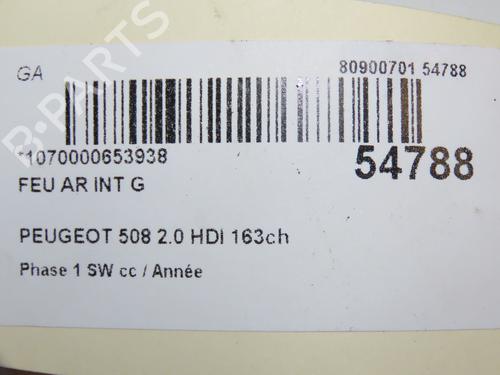 GA
80900701 54788
*1070000653938
54788
FEU AR INT G
PEUGEOT 508 2.0 HDI 163ch
Phase 1 SW cc / Année
B-PARTS